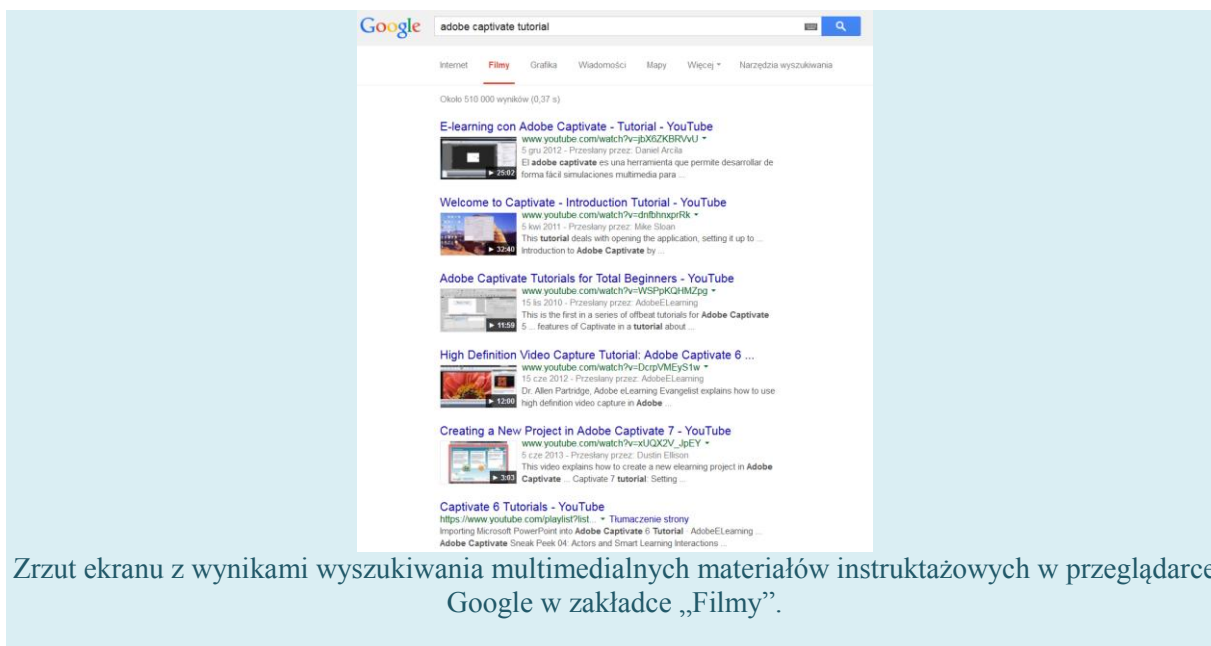 Google adobe captivate tutorial
Internet Filmy Grafika Wiadomości Mapy Więcej Narzędzia wyszukiwania
Około 510 000 wyników (0,37 s)
E-learning con Adobe Captivate - Tutorial - YouTube
www.youtube.com/watch?v=jbX6ZKBRVvU
5 gru 2012 - Przesłany przez: Daniel Arcila
El adobe captivate es una herramienta que permite desarrollar de
25:02 forma fácil simulaciones multimedia para ...
Welcome to Captivate - Introduction Tutorial - YouTube
www.youtube.com/watch?v=dnfbhnxprRk
5 kwi 2011 - Przesłany przez: Mike Sloan
This tutorial deals with opening the application, setting it up to ...
32:40 Introduction to Adobe Captivate by ...
Adobe Captivate Tutorials for Total Beginners - YouTube
www.youtube.com/watch?v=WSPpKQHMZpg
15 lis 2010 - Przesłany przez: AdobeELearning
This is the first in a series of offbeat tutorials for Adobe Captivate
11:59 5 ... features of Captivate in a tutorial about ...
High Definition Video Capture Tutorial: Adobe Captivate 6 ...
www.youtube.com/watch?v=DcrpVMEyS1w
15 cze 2012 - Przesłany przez: AdobeELearning
Dr. Allen Partridge, Adobe eLearning Evangelist explains how to use
12:00 high definition video capture in Adobe ...
Creating a New Project in Adobe Captivate 7 - YouTube
www.youtube.com/watch?v=xUQX2V_JpEY
6 cze 2013 - Przesłany przez: Dustin Ellison
This video explains how to create a new elearning project in Adobe
3:03 Captivate ... Captivate 7 tutorial: Setting ...
Captivate 6 Tutorials - YouTube
https://www.youtube.com/playlist?list... Tłumaczenie strony
Importing Microsoft PowerPoint into Adobe Captivate 6 Tutorial · AdobeELearning ...
Adobe Captivate Sneak Peek 04: Actors and Smart Learning Interactions ...
Zrzut ekranu z wynikami wyszukiwania multimedialnych materiałów instruktażowych w przeglądarce
Google w zakładce „Filmy”.